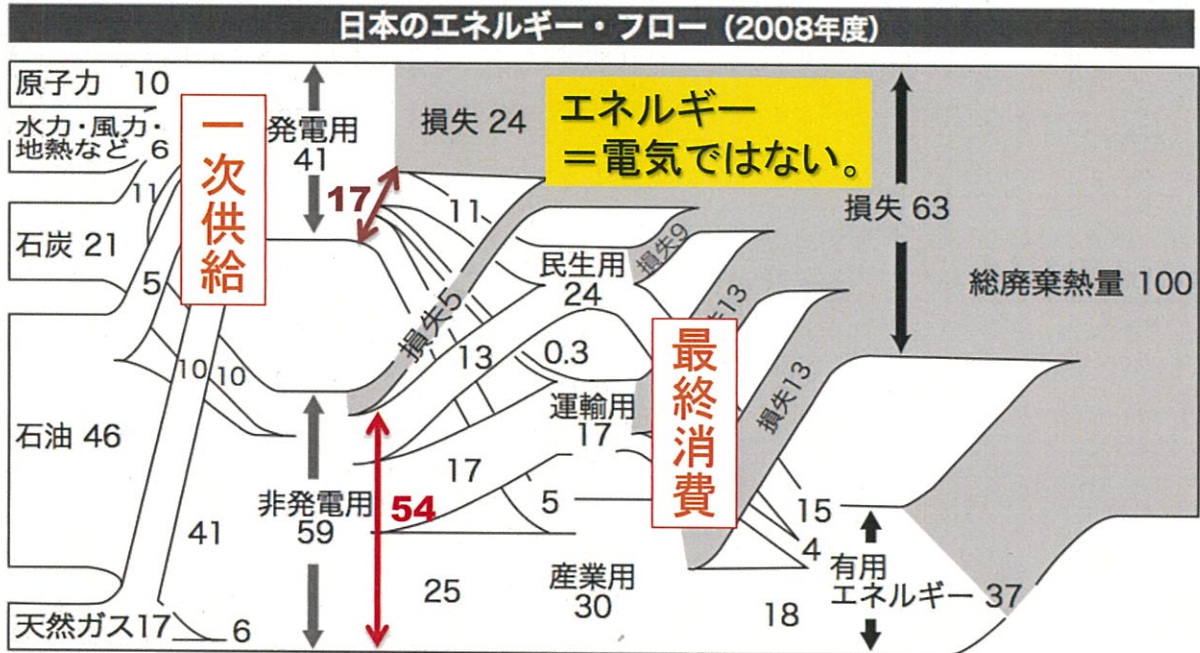 日本のエネルギー・フロー（2008年度）
原子力 10
水力・風力・
地熱など 6
石炭 21
石油 46
天然ガス17
一次供給
11
5
10
10
41
6
発電用
41
非発電用
59
17
54
損失 24
エネルギー
＝電気ではない。
損失5
11
13
0.3
17
5
25
民生用
24
運輸用
17
産業用
30
損失9
13
損失13
最終消費
15
4
18
損失 63
有用
エネルギー 37
総廃棄熱量 100